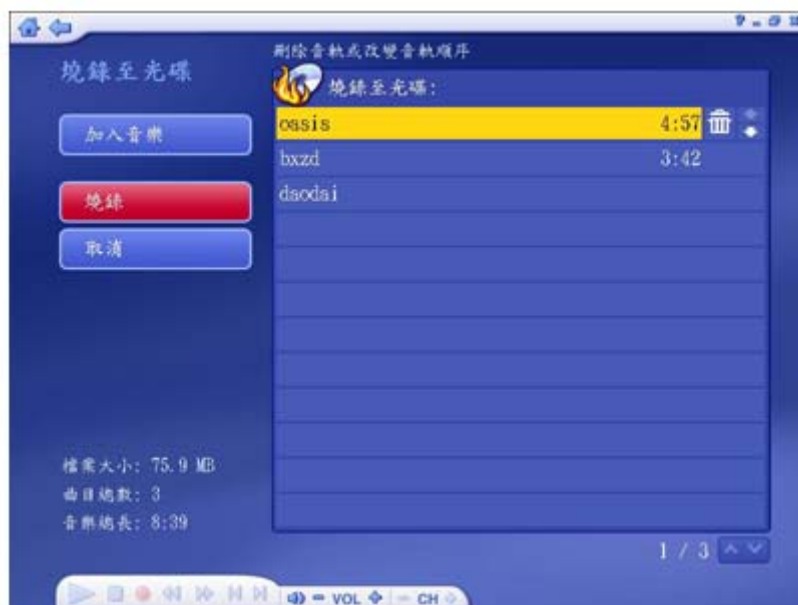 刪除音軌或改變音軌順序
燒錄至光碟
燒錄至光碟:
加入音樂
燒錄
取消
oasis 4:57
bxzd 3:42
daodai
檔案大小: 75.9 MB
曲目總數: 3
音樂總長: 8:39
1 / 3
VOL
CH